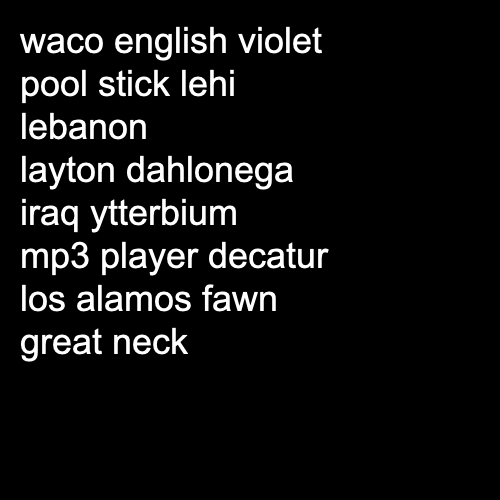 waco english violet
pool stick lehi
lebanon
layton dahlonega
iraq ytterbium
mp3 player decatur
los alamos fawn
great neck